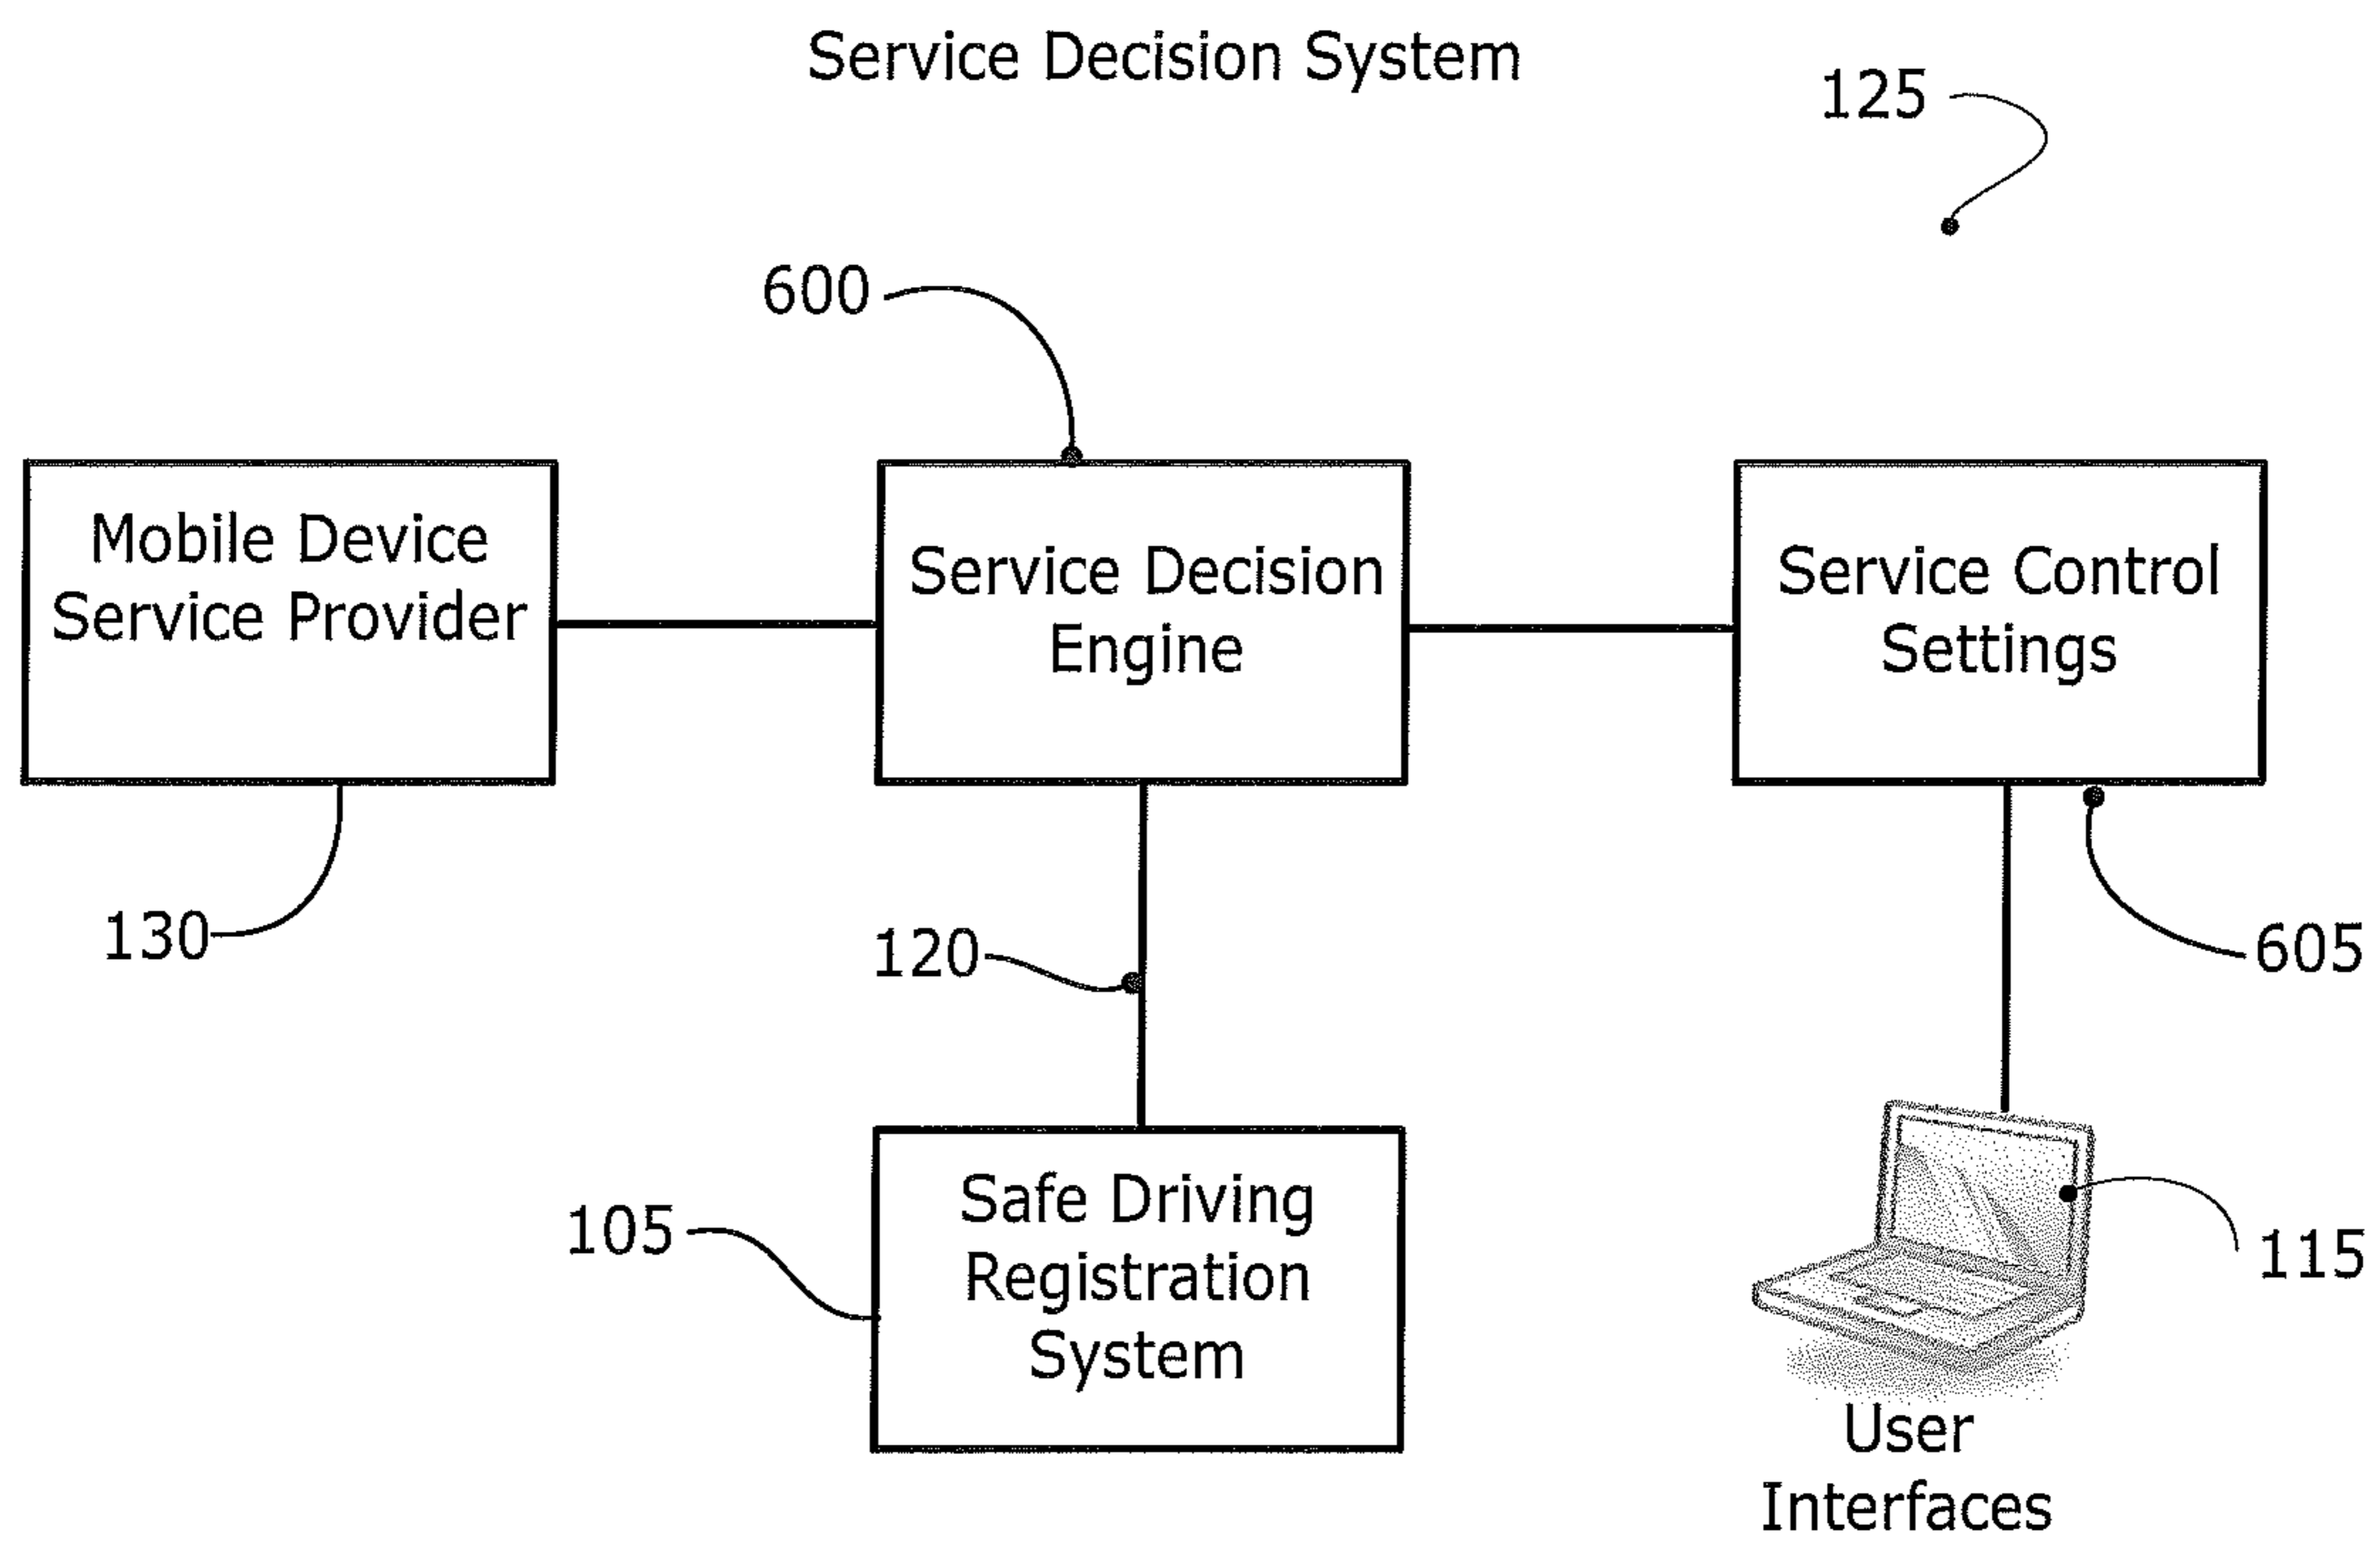 Service Decision System
125
600
Mobile Device
Service Provider
Service Decision
Engine
Service Control
Settings
130
120
605
105
Safe Driving
Registration
System
115
User
Interfaces